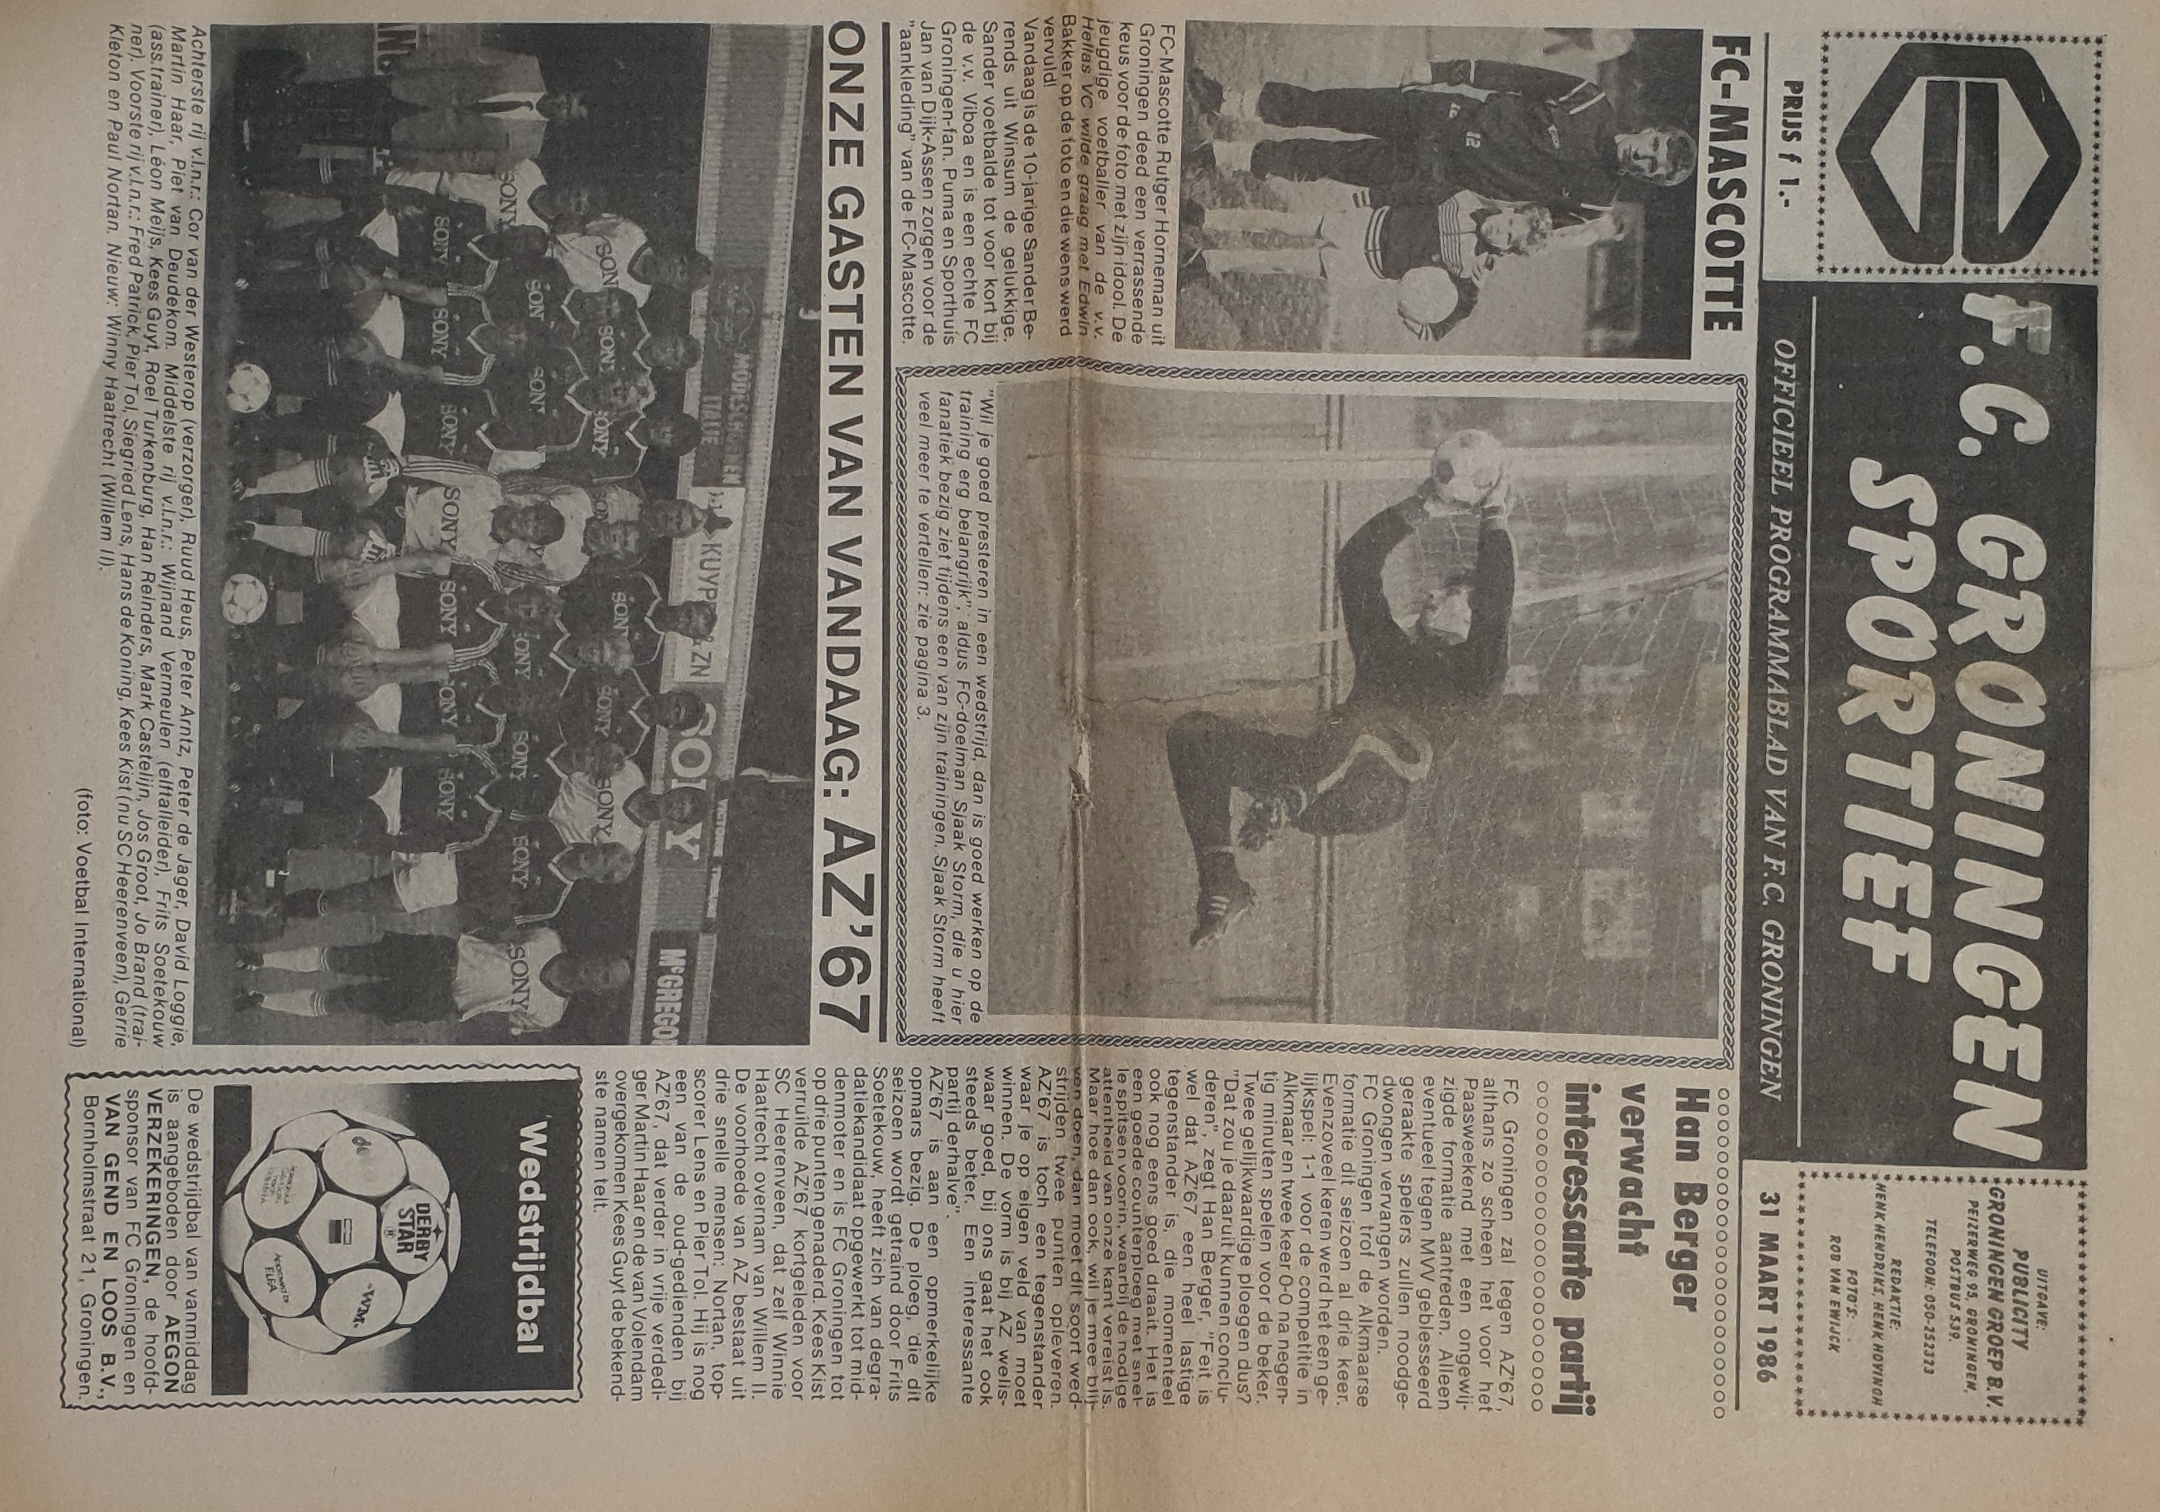 F.C. GRONINGEN
SPORTIEF
OFFICIEEL PROGRAMMABLAD VAN F.C. GRONINGEN
PRIJS f 1.-
UITGAVE:
PUBLICITY
GRONINGEN GROEP B.V.
PEIZERWEG 95, GRONINGEN,
POSTBUS 539,
TELEFOON: 050-252323
REDAKTIE:
HENK HENDRIKS, HENK HOVINGH
FOTO'S:
ROB VAN EWIJCK
31 MAART 1986
FC-MASCOTTE
12
12
FC-Mascotte Rutger Horneman uit
Groningen deed een verrassende
keus voor de foto met zijn idool. De
jeugdige voetballer van de v.v.
Hellas VC wilde graag met Edwin
Bakker op de foto en die wens werd
vervuld!
Vandaag is de 10-jarige Sander Be-
rends uit Winsum de gelukkige.
Sander voetbalde tot voor kort bij
de v.v. Viboa en is een echte FC
Groningen-fan. Puma en Sporthuis
Jan van Dijk-Assen zorgen voor de
"aankleding" van de FC-Mascotte.
"Wil je goed presteren in een wedstrijd, dan is goed werken op de
training erg belangrijk", aldus FC-doelman Sjaak Storm, die u hier
fanatiek bezig ziet tijdens een van zijn trainingen. Sjaak Storm heeft
veel meer te vertellen: zie pagina 3.
Han Berger
verwacht
interessante partij
FC Groningen zal tegen AZ'67,
althans zo scheen het voor het
Paasweekend met een ongewij-
zigde formatie aantreden. Alleen
eventueel tegen MVV geblesseerd
geraakte spelers zullen noodge-
dwongen vervangen worden.
FC Groningen trof de Alkmaarse
formatie dit seizoen al drie keer.
Evenzoveel keren werd het een ge-
lijkspel: 1-1 voor de competitie in
Alkmaar en twee keer 0-0 na negen-
tig minuten spelen voor de beker.
Twee gelijkwaardige ploegen dus?
"Dat zou je daaruit kunnen conclu-
deren", zegt Han Berger, "Feit is
wel dat AZ'67 een heel lastige
tegenstander is, die momenteel
ook nog eens goed draait. Het is
een goede counterploeg met snel-
le spitsen voorin, waarbij de nodige
attentheid van onze kant vereist is.
Maar hoe dan ook, wil je mee blij-
ven doen, dan moet dit soort wed-
strijden twee punten opleveren.
AZ'67 is toch een tegenstander
waar je op eigen veld van moet
winnen. De vorm is bij AZ welis-
waar goed, bij ons gaat het ook
steeds beter. Een interessante
partij derhalve".
AZ'67 is aan een opmerkelijke
opmars bezig. De ploeg, die dit
seizoen wordt getraind door Frits
Soetekouw, heeft zich van degra-
datiekandidaat opgewerkt tot mid-
denmoter en is FC Groningen tot
op drie punten genaderd. Kees Kist
verruilde AZ'67 kortgeleden voor
SC Heerenveen, dat zelf Winnie
Haatrecht overnam van Willem II.
De voorhoede van AZ bestaat uit
drie snelle mensen: Nortan, top-
scorer Lens en Pier Tol. Hij is nog
een van de oud-gedienden bij
AZ'67, dat verder in vrije verdedi-
ger Martin Haar en de van Volendam
overgekomen Kees Guyt de bekend-
ste namen telt.
ONZE GASTEN VAN VANDAAG: AZ'67
MODESCHOENEN
ITALIE
KUYPER & ZN
SONY
McGREGO
SONY
SONY
SONY
SONY
Achterste rij v.l.n.r.: Cor van der Westerop (verzorger), Ruud Heus, Peter Arntz, Peter de Jager, David Loggie,
Martin Haar, Piet van Deudekom. Middelste rij v.l.n.r.: Wijnand Vermeulen (elftalleider), Frits Soetekouw
(ass.trainer), Léon Meijs, Kees Guyt, Roel Turkenburg, Han Reinders, Mark Castelijn, Jos Groot, Jo Brand (trai-
ner). Voorste rij v.l.n.r.: Fred Patrick, Pier Tol, Siegried Lens, Hans de Koning, Kees Kist (nu SC Heerenveen), Gerrie
Kleton en Paul Nortan. Nieuw: Winny Haatrecht (Willem II).
(foto: Voetbal International)
'Wedstrijdbal
DERBY
STAR
De wedstrijdbal van vanmiddag
is aangeboden door AEGON
VERZEKERINGEN, de hoofd-
sponsor van FC Groningen en
VAN GEND EN LOOS B.V.,
Bornholmstraat 21, Groningen.